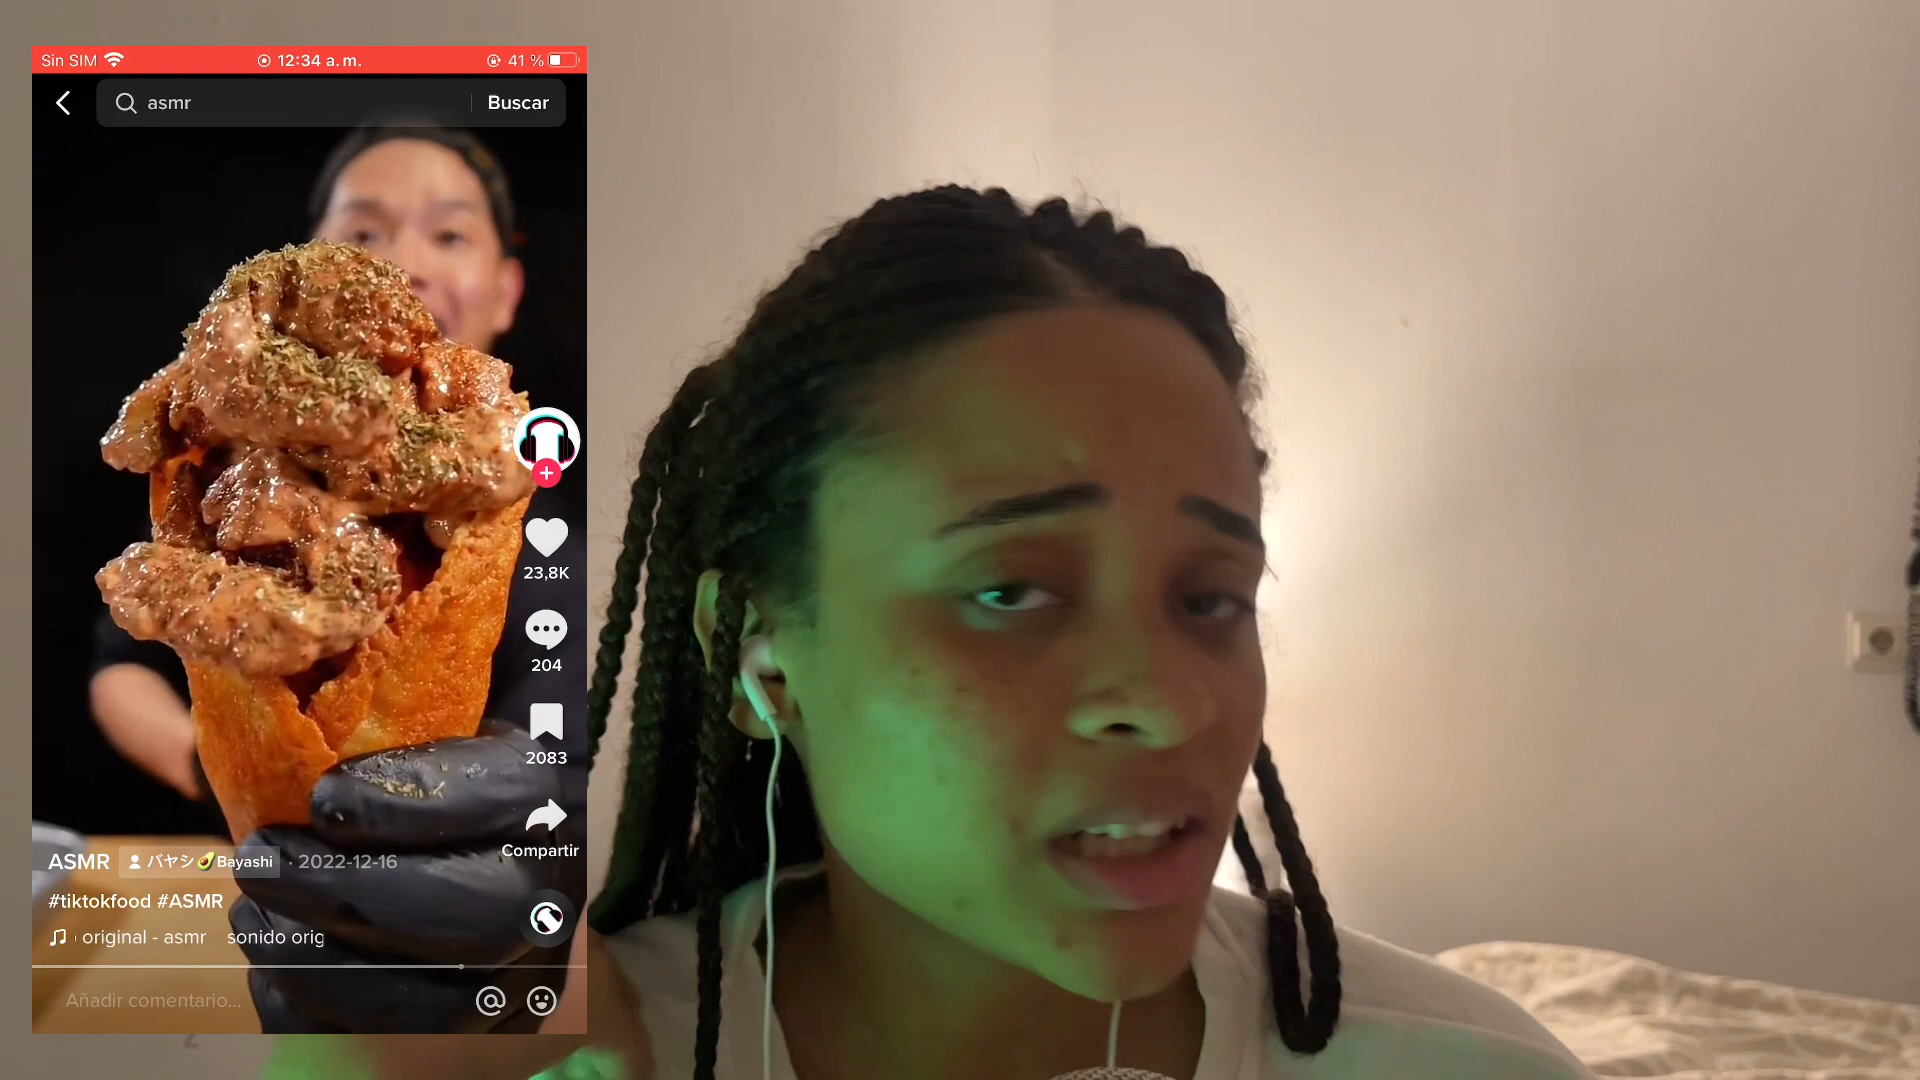 Sin SIM 12:34 a. m. 41 %
asmr Buscar
23,8K
204
2083
Compartir
ASMR バヤシ🥑Bayashi · 2022-12-16
#tiktokfood #ASMR
original - asmr sonido orig
Añadir comentario...